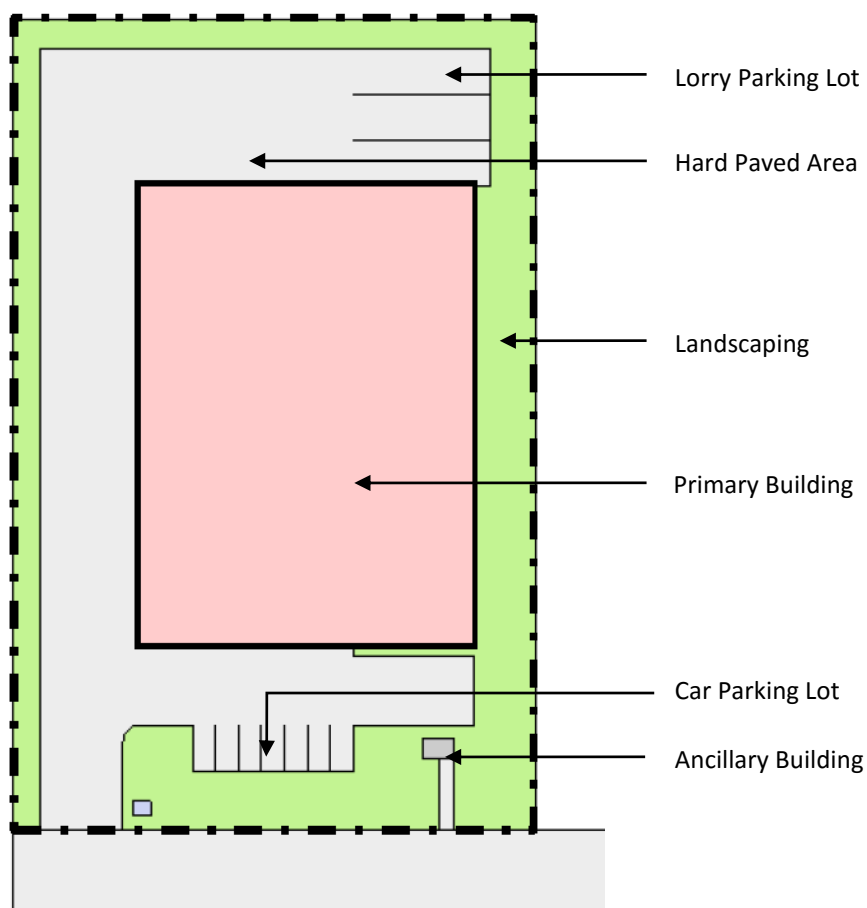 Lorry Parking Lot
Hard Paved Area
Landscaping
Primary Building
Car Parking Lot
Ancillary Building